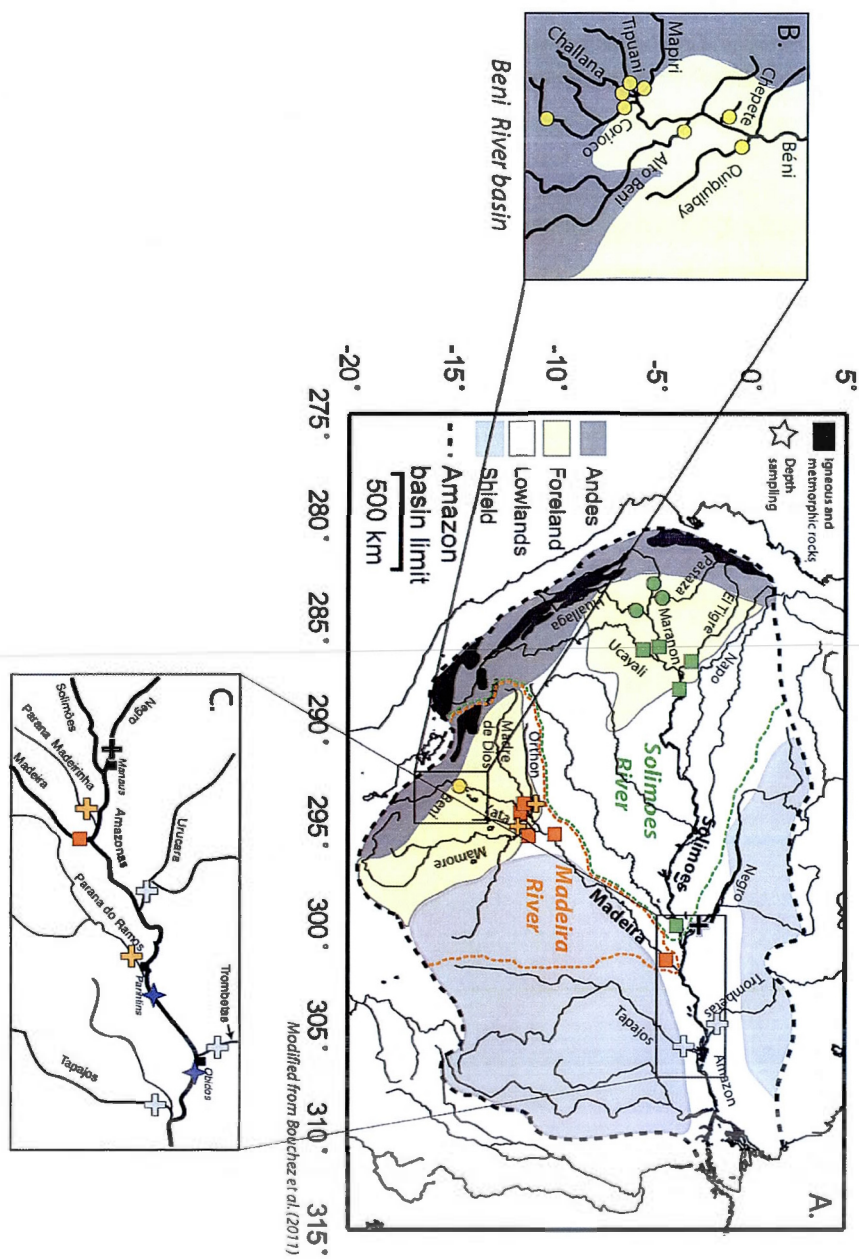 A.
5°
0°
-5°
-15°
-20°
275°
280°
285°
290°
295°
300°
305°
310°
315°
Igneous and
metmorphic rocks
Depth
sampling
Andes
Foreland
Lowlands
Shield
Amazon
basin limit
500 km
Pastaza
El Tigre
Napo
Maranon
Huallaga
Ucayali
Solimoes
River
Solimoes
Negro
Trombetas
Amazon
Tapajos
Madeira
Madeira
River
Orthon
Madre
de Dios
Beni
Yata
Mamore
B.
Mapiri
Tipuani
Challana
Corioco
Chepete
Béni
Quiquibey
Alto Beni
Beni River basin
C.
Negro
Solimões
Manaus
Parana Madeirinha
Madeira
Amazonas
Urucara
Parana do Ramos
Parintins
Trombetas
Obidos
Tapajos
Modified from Bouchez et al. (2011)